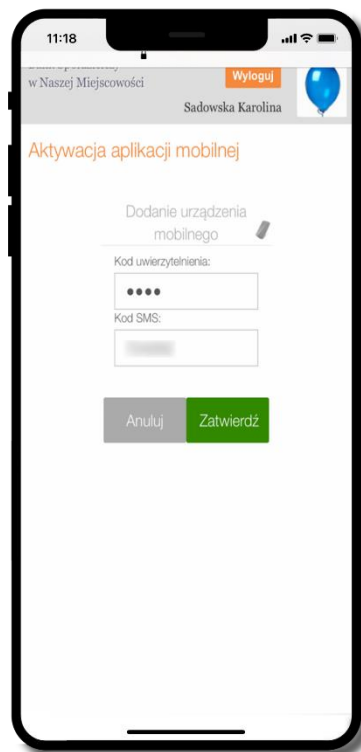 11:18
w Naszej Miejscowości
Wyloguj
Sadowska Karolina
Aktywacja aplikacji mobilnej
Dodanie urządzenia
mobilnego
Kod uwierzytelnienia:
••••
Kod SMS:
Anuluj
Zatwierdź